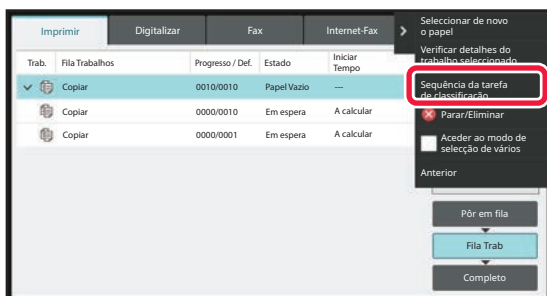 Imprimir Digitalizar Fax Internet-Fax
Trab. Fila Trabalhos Progresso / Def. Estado Iniciar
Tempo
Copiar 0010/0010 Papel Vazio ---
Copiar 0000/0010 Em espera A calcular
Copiar 0000/0001 Em espera A calcular
Seleccionar de novo
o papel
Verificar detalhes do
trabalho seleccionado
Sequência da tarefa
de classificação
Parar/Eliminar
Aceder ao modo de
selecção de vários
Anterior
Pôr em fila
Fila Trab
Completo